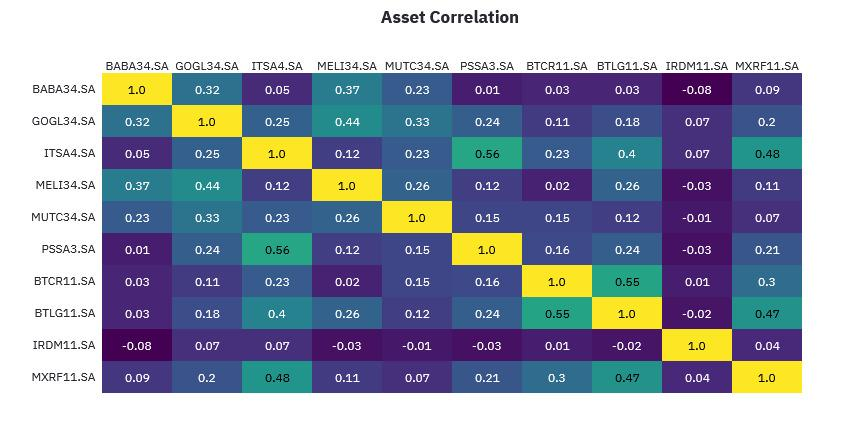 Asset Correlation
BABA34.SA GOGL34.SA ITSA4.SA MELI34.SA MUTC34.SA PSSA3.SA BTCR11.SA BTLG11.SA IRDM11.SA MXRF11.SA
BABA34.SA 1.0 0.32 0.05 0.37 0.23 0.01 0.03 0.03 -0.08 0.09
GOGL34.SA 0.32 1.0 0.25 0.44 0.33 0.24 0.11 0.18 0.07 0.2
ITSA4.SA 0.05 0.25 1.0 0.12 0.23 0.56 0.23 0.4 0.07 0.48
MELI34.SA 0.37 0.44 0.12 1.0 0.26 0.12 0.02 0.26 -0.03 0.11
MUTC34.SA 0.23 0.33 0.23 0.26 1.0 0.15 0.15 0.12 -0.01 0.07
PSSA3.SA 0.01 0.24 0.56 0.12 0.15 1.0 0.16 0.24 -0.03 0.21
BTCR11.SA 0.03 0.11 0.23 0.02 0.15 0.16 1.0 0.55 0.01 0.3
BTLG11.SA 0.03 0.18 0.4 0.26 0.12 0.24 0.55 1.0 -0.02 0.47
IRDM11.SA -0.08 0.07 0.07 -0.03 -0.01 -0.03 0.01 -0.02 1.0 0.04
MXRF11.SA 0.09 0.2 0.48 0.11 0.07 0.21 0.3 0.47 0.04 1.0